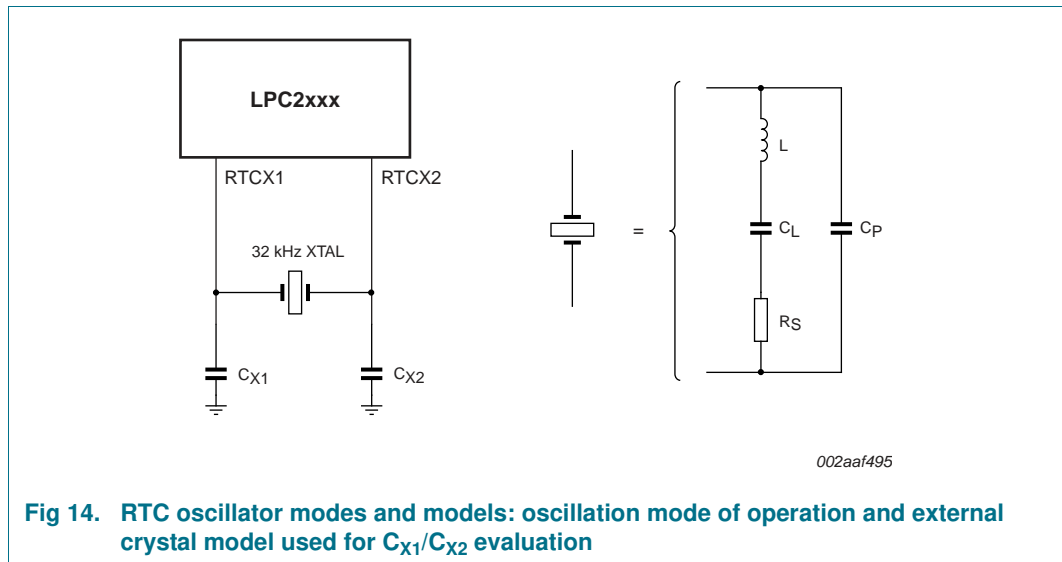 LPC2xxx
RTCX1
RTCX2
32 kHz XTAL
CX1
CX2
=
L
CL
CP
RS
002aaf495
Fig 14. RTC oscillator modes and models: oscillation mode of operation and external
crystal model used for CX1/CX2 evaluation